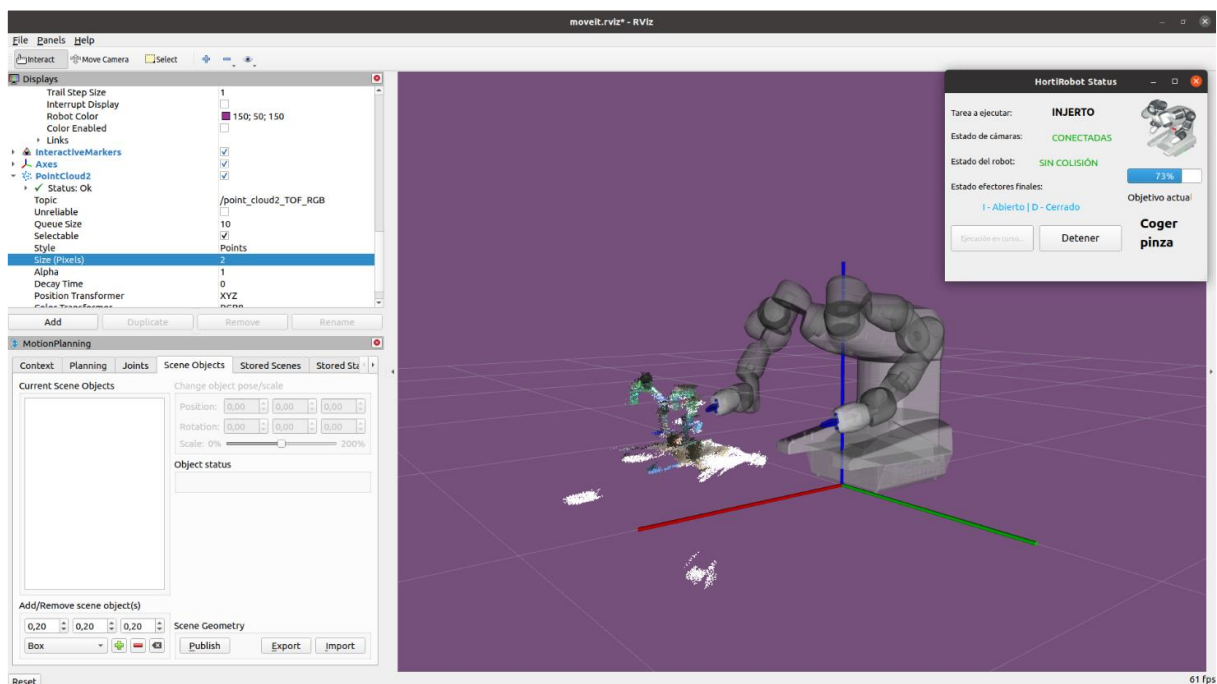 moveit.rviz* - RViz
File Panels Help
Interact Move Camera Select
Displays
Trail Step Size 1
Interrupt Display
Robot Color 150; 50; 150
Color Enabled
Links
InteractiveMarkers
Axes
PointCloud2
Status: Ok
Topic /point_cloud2_TOF_RGB
Unreliable
Queue Size 10
Selectable
Style Points
Size (Pixels) 2
Alpha 1
Decay Time 0
Position Transformer XYZ
Color Transformer RGB8
Add Duplicate Remove Rename
MotionPlanning
Context Planning Joints Scene Objects Stored Scenes Stored Sta
Current Scene Objects Change object pose/scale
Position: 0,00 0,00 0,00
Rotation: 0,00 0,00 0,00
Scale: 0% 200%
Object status
Add/Remove scene object(s)
0,20 0,20 0,20 Scene Geometry
Box Publish Export Import
Reset
61 fps
HortiRobot Status
Tarea a ejecutar: INJERTO
Estado de cámaras: CONECTADAS
Estado del robot: SIN COLISIÓN
73%
Estado efectores finales:
Objetivo actual
I - Abierto | D - Cerrado
Coger
pinza
Ejecución en curso...
Detener